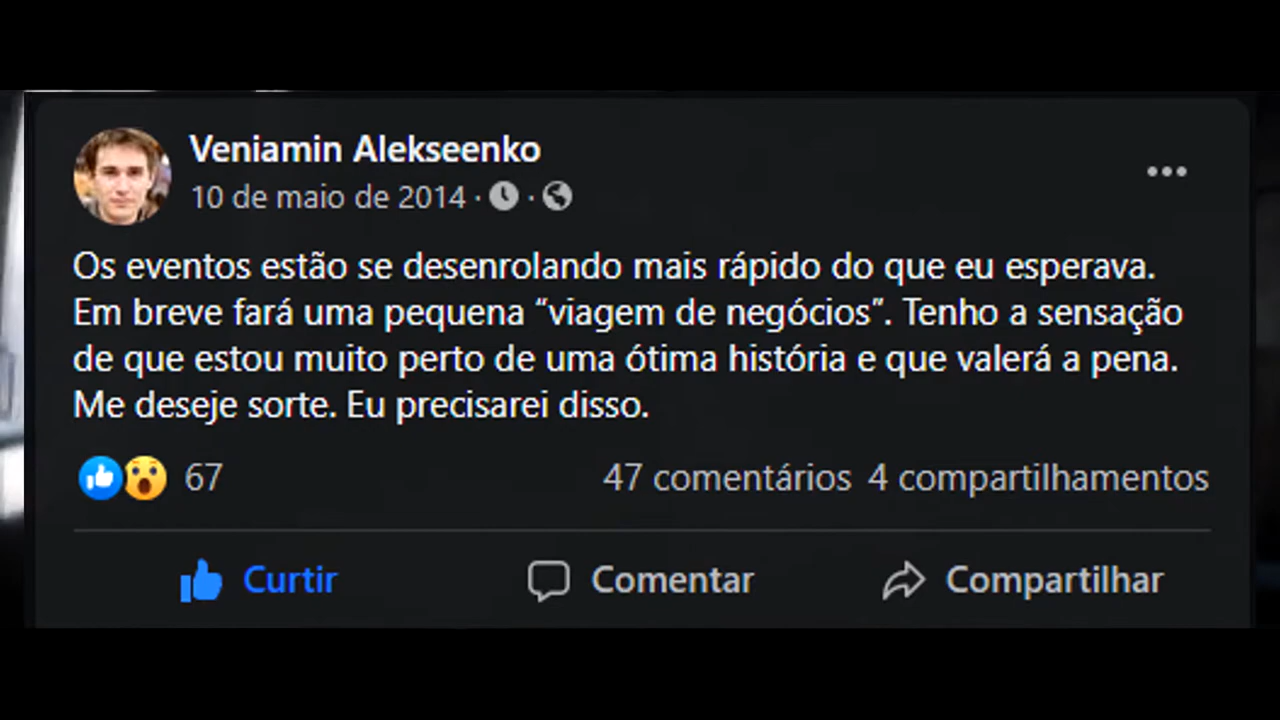 Veniamin Alekseenko
10 de maio de 2014 · ·
Os eventos estão se desenrolando mais rápido do que eu esperava.
Em breve fará uma pequena “viagem de negócios”. Tenho a sensação
de que estou muito perto de uma ótima história e que valerá a pena.
Me deseje sorte. Eu precisarei disso.
67
47 comentários 4 compartilhamentos
Curtir
Comentar
Compartilhar